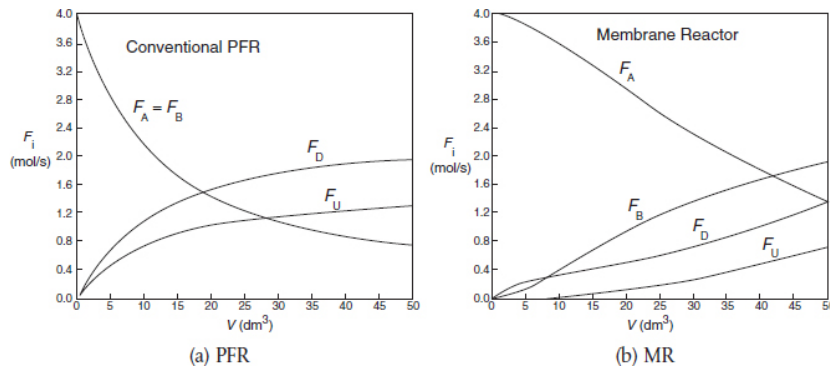 Conventional PFR
4.0
3.6
3.2
2.8
2.4
2.0
1.6
1.2
0.8
0.4
0.0
F_i
(mol/s)
F_A = F_B
F_D
F_U
0 5 10 15 20 25 30 35 40 45 50
V (dm³)
(a) PFR
Membrane Reactor
4.0
3.6
3.2
2.8
2.4
2.0
1.6
1.2
0.8
0.4
0.0
F_i
(mol/s)
F_A
F_B
F_D
F_U
0 5 10 15 20 25 30 35 40 45 50
V (dm³)
(b) MR